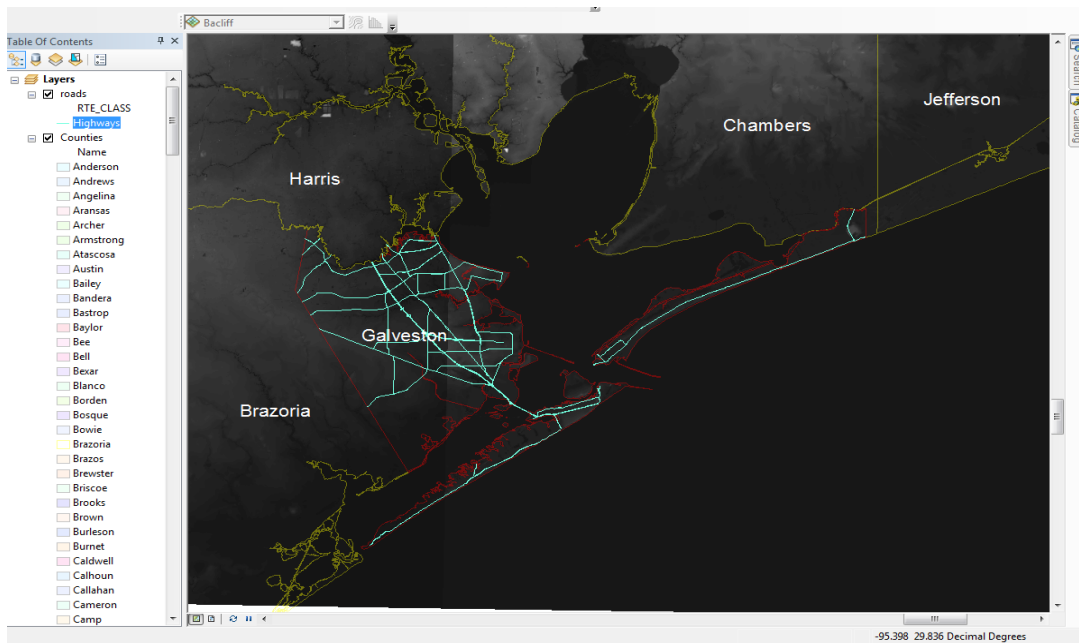 Bacliff
Table Of Contents
Layers
roads
RTE_CLASS
Highways
Counties
Name
Anderson
Andrews
Angelina
Aransas
Archer
Armstrong
Atascosa
Austin
Bailey
Bandera
Bastrop
Baylor
Bee
Bell
Bexar
Blanco
Borden
Bosque
Bowie
Brazoria
Brazos
Brewster
Briscoe
Brooks
Brown
Burleson
Burnet
Caldwell
Calhoun
Callahan
Cameron
Camp
Jefferson
Chambers
Harris
Galveston
Brazoria
Search
Catalog
-95.398 29.836 Decimal Degrees